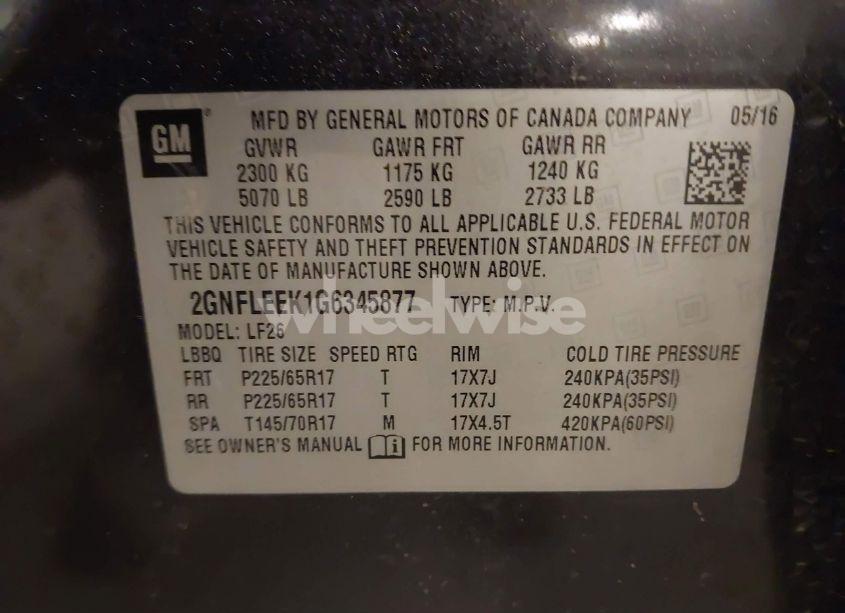 GM ® MFD BY GENERAL MOTORS OF CANADA COMPANY 05/16
GVWR GAWR FRT GAWR RR
2300 KG 1175 KG 1240 KG
5070 LB 2590 LB 2733 LB
THIS VEHICLE CONFORMS TO ALL APPLICABLE U.S. FEDERAL MOTOR
VEHICLE SAFETY AND THEFT PREVENTION STANDARDS IN EFFECT ON
THE DATE OF MANUFACTURE SHOWN ABOVE.
2GNFLEEK1G6345877 TYPE: M.P.V.
wheelwise
MODEL: LF26
LBBQ TIRE SIZE SPEED RTG RIM COLD TIRE PRESSURE
FRT P225/65R17 T 17X7J 240KPA(35PSI)
RR P225/65R17 T 17X7J 240KPA(35PSI)
SPA T145/70R17 M 17X4.5T 420KPA(60PSI)
SEE OWNER'S MANUAL FOR MORE INFORMATION.